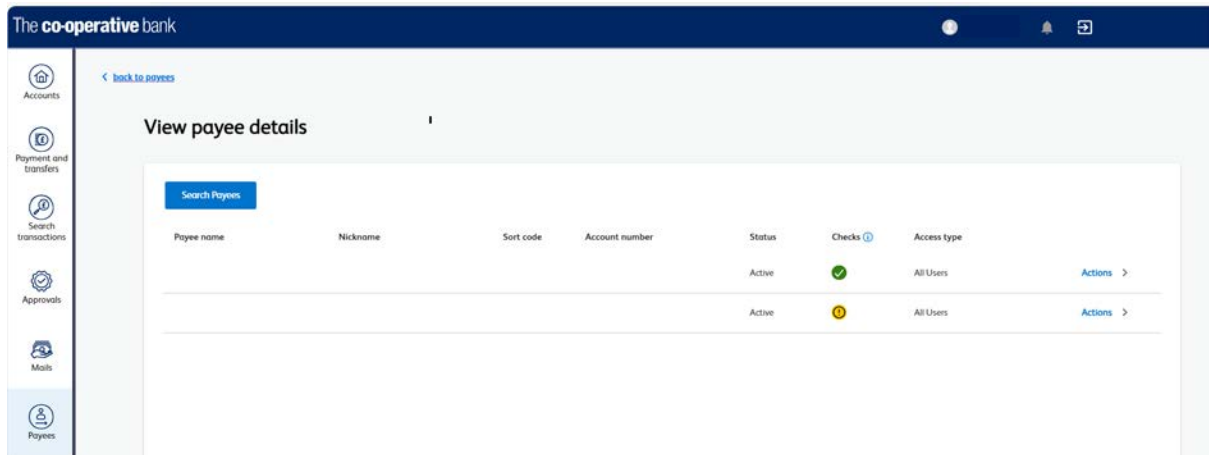 The co-operative bank
Accounts
Payment and
transfers
Search
transactions
Approvals
Mails
Payees
back to payees
View payee details
Search Payees
Payee name Nickname Sort code Account number Status Checks Access type
Active All Users Actions
Active All Users Actions